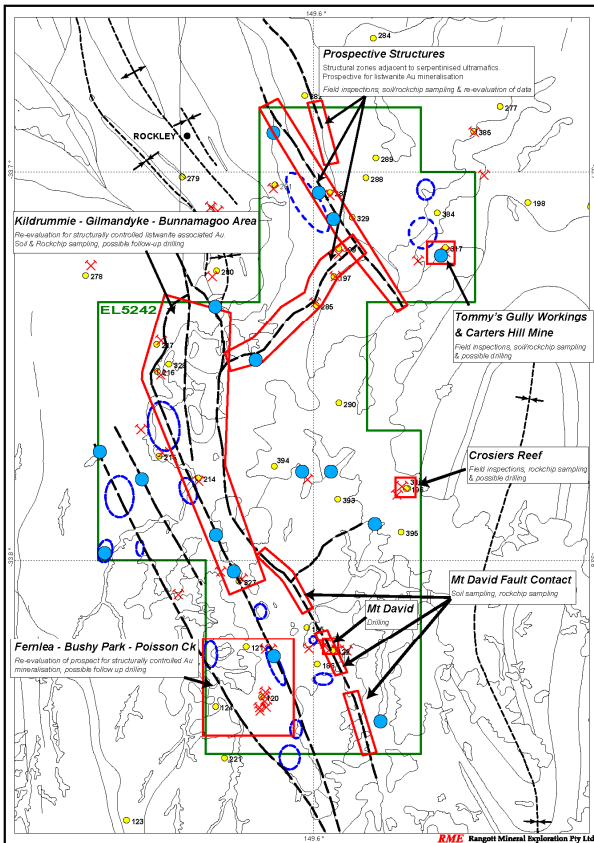 149.6
284
Prospective Structures
Structural zones adjacent to serpentinised ultramafics.
Prospective for listwanite Au mineralisation
Field inspections, soil/rockchip sampling & re-evaluation of date
277
385
ROCKLEY
289
-33.7
279
288
198
329
384
Kildrummie - Gilmandyke - Bunnamagoo Area
Re-evaluation for structurally controlled listwanite associated Au.
Soil & Rockchip sampling, possible follow-up drilling
317
278
280
EL5242
285
Tommy's Gully Workings
& Carters Hill Mine
Field inspections, soil/rockchip sampling
& possible drilling
217
216
290
Crosiers Reef
Field inspections, rockchip sampling
& possible drilling
394
214
393
395
-33.8
Mt David Fault Contact
Soil sampling, rockchip sampling
327
Mt David
Drilling
Fernlea - Bushy Park - Poisson Ck
Re-evaluation of prospect for structurally controlled Au
mineralisation, possible follow up drilling
120
124
221
123
149.6
RME Rangott Mineral Exploration Pty Ltd